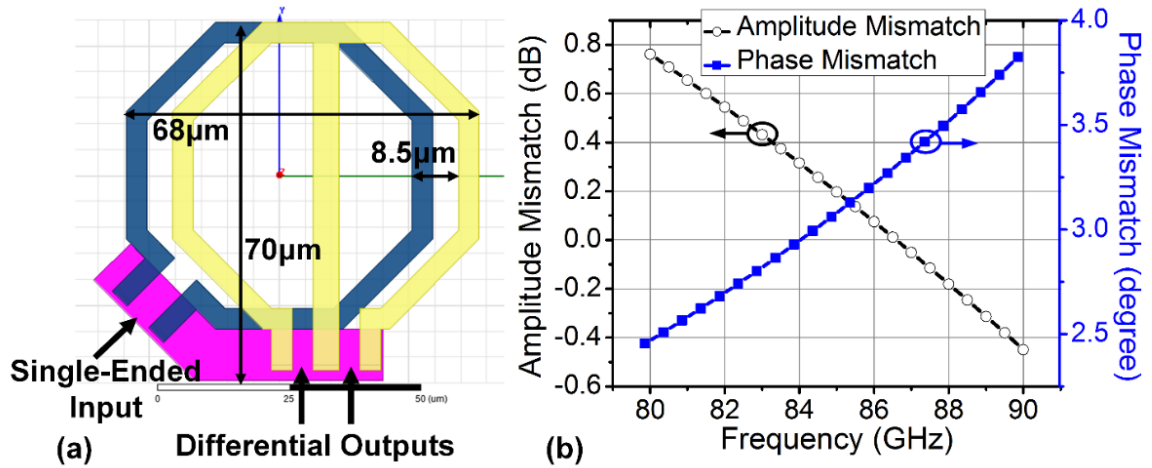 Y
68μm
8.5μm
70μm
Single-Ended
Input
0
25
50 (um)
(a)
Differential Outputs
Amplitude Mismatch
Phase Mismatch
Amplitude Mismatch (dB)
0.8
0.6
0.4
0.2
0.0
-0.2
-0.4
-0.6
80
82
84
86
88
90
Frequency (GHz)
4.0
3.5
3.0
2.5
Phase Mismatch (degree)
(b)